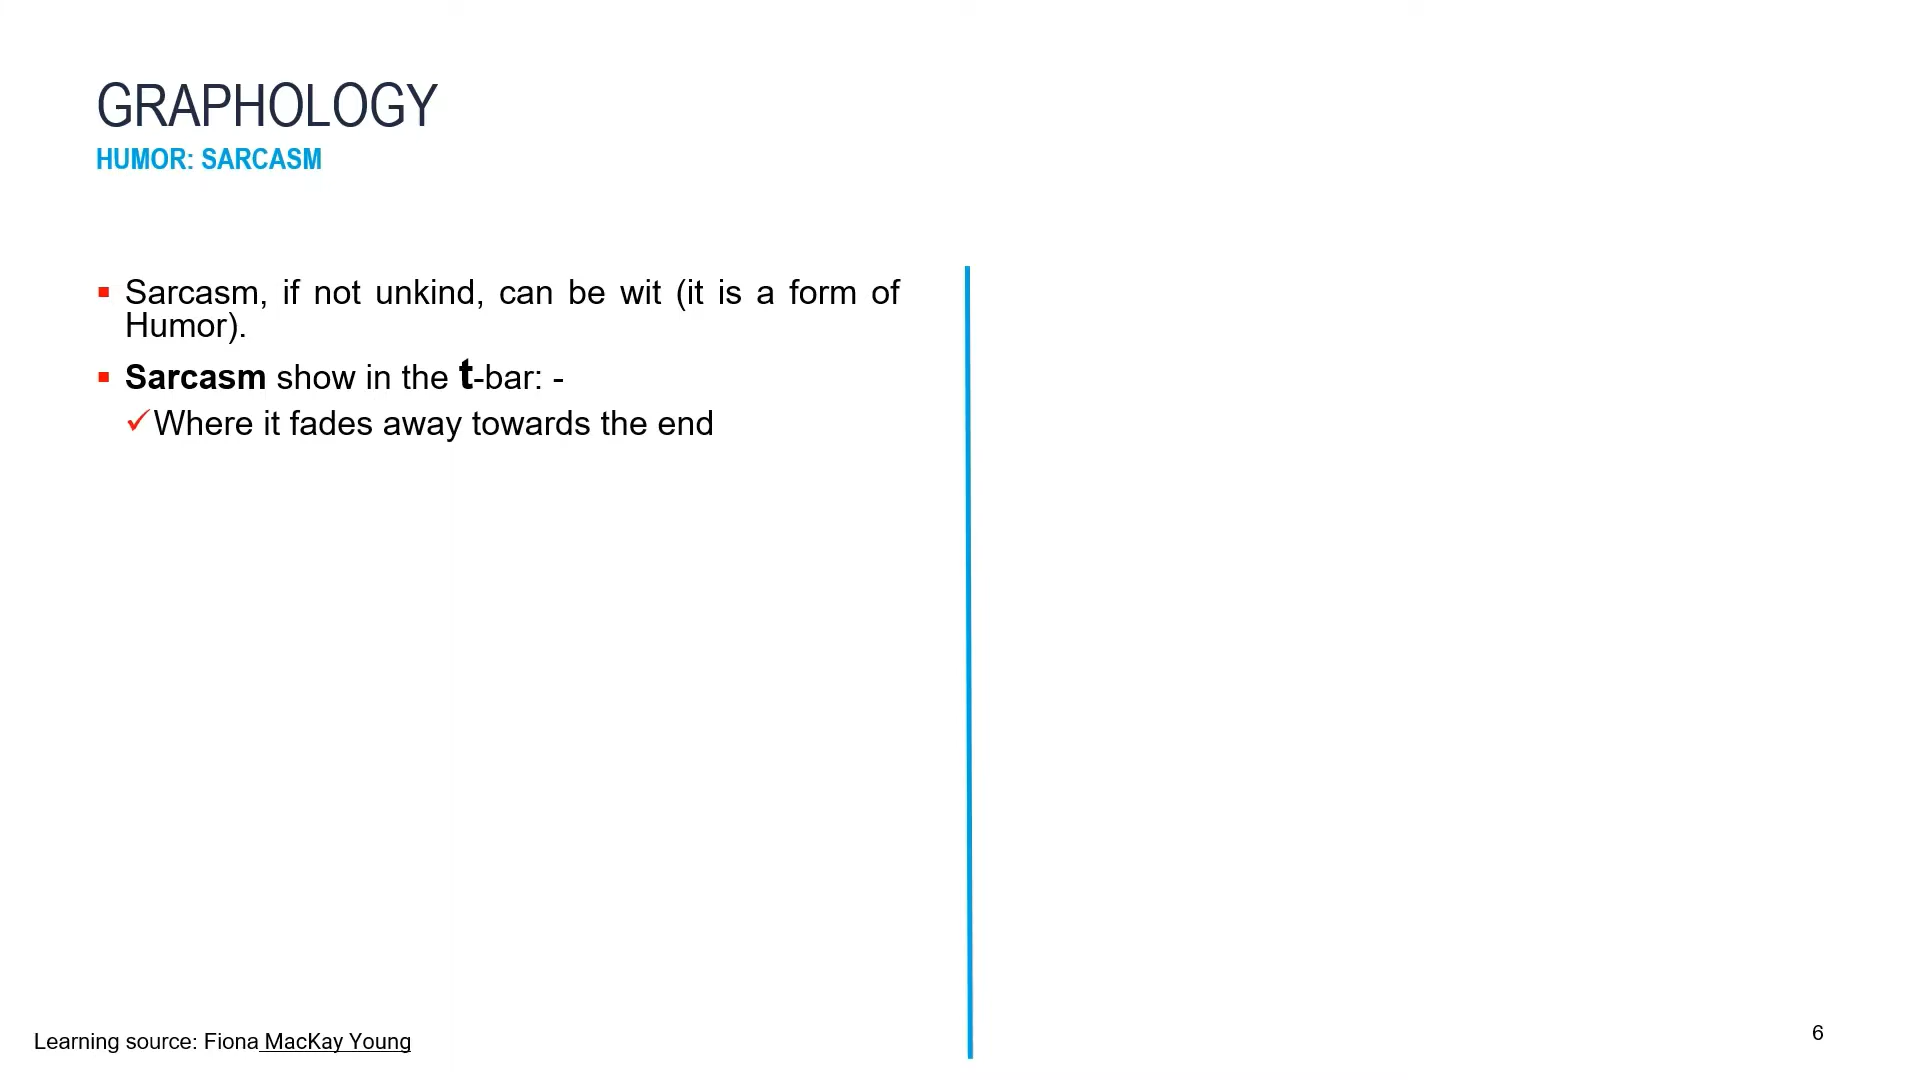 GRAPHOLOGY
HUMOR: SARCASM
▪ Sarcasm, if not unkind, can be wit (it is a form of
Humor).
▪ Sarcasm show in the t-bar: -
✓Where it fades away towards the end
Learning source: Fiona MacKay Young
6